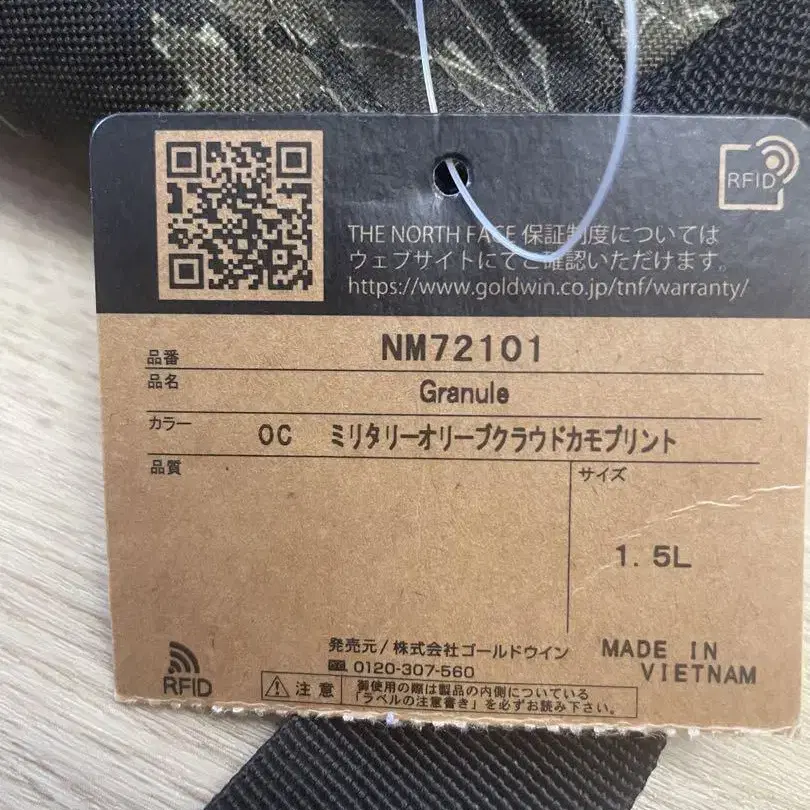 RFID
THE NORTH FACE 保証制度については
ウェブサイトにてご確認いただけます。
https://www.goldwin.co.jp/tnf/warranty/
品番 NM72101
品名 Granule
カラー OC ミリタリーオリーブクラウドカモプリント
品質
サイズ
1.5L
発売元/株式会社ゴールドウイン
0120-307-560
MADE IN
VIETNAM
RFID
注意
御使用の際は製品の内側についている
「ラベルの注意書き」を必ずお読み下さい。